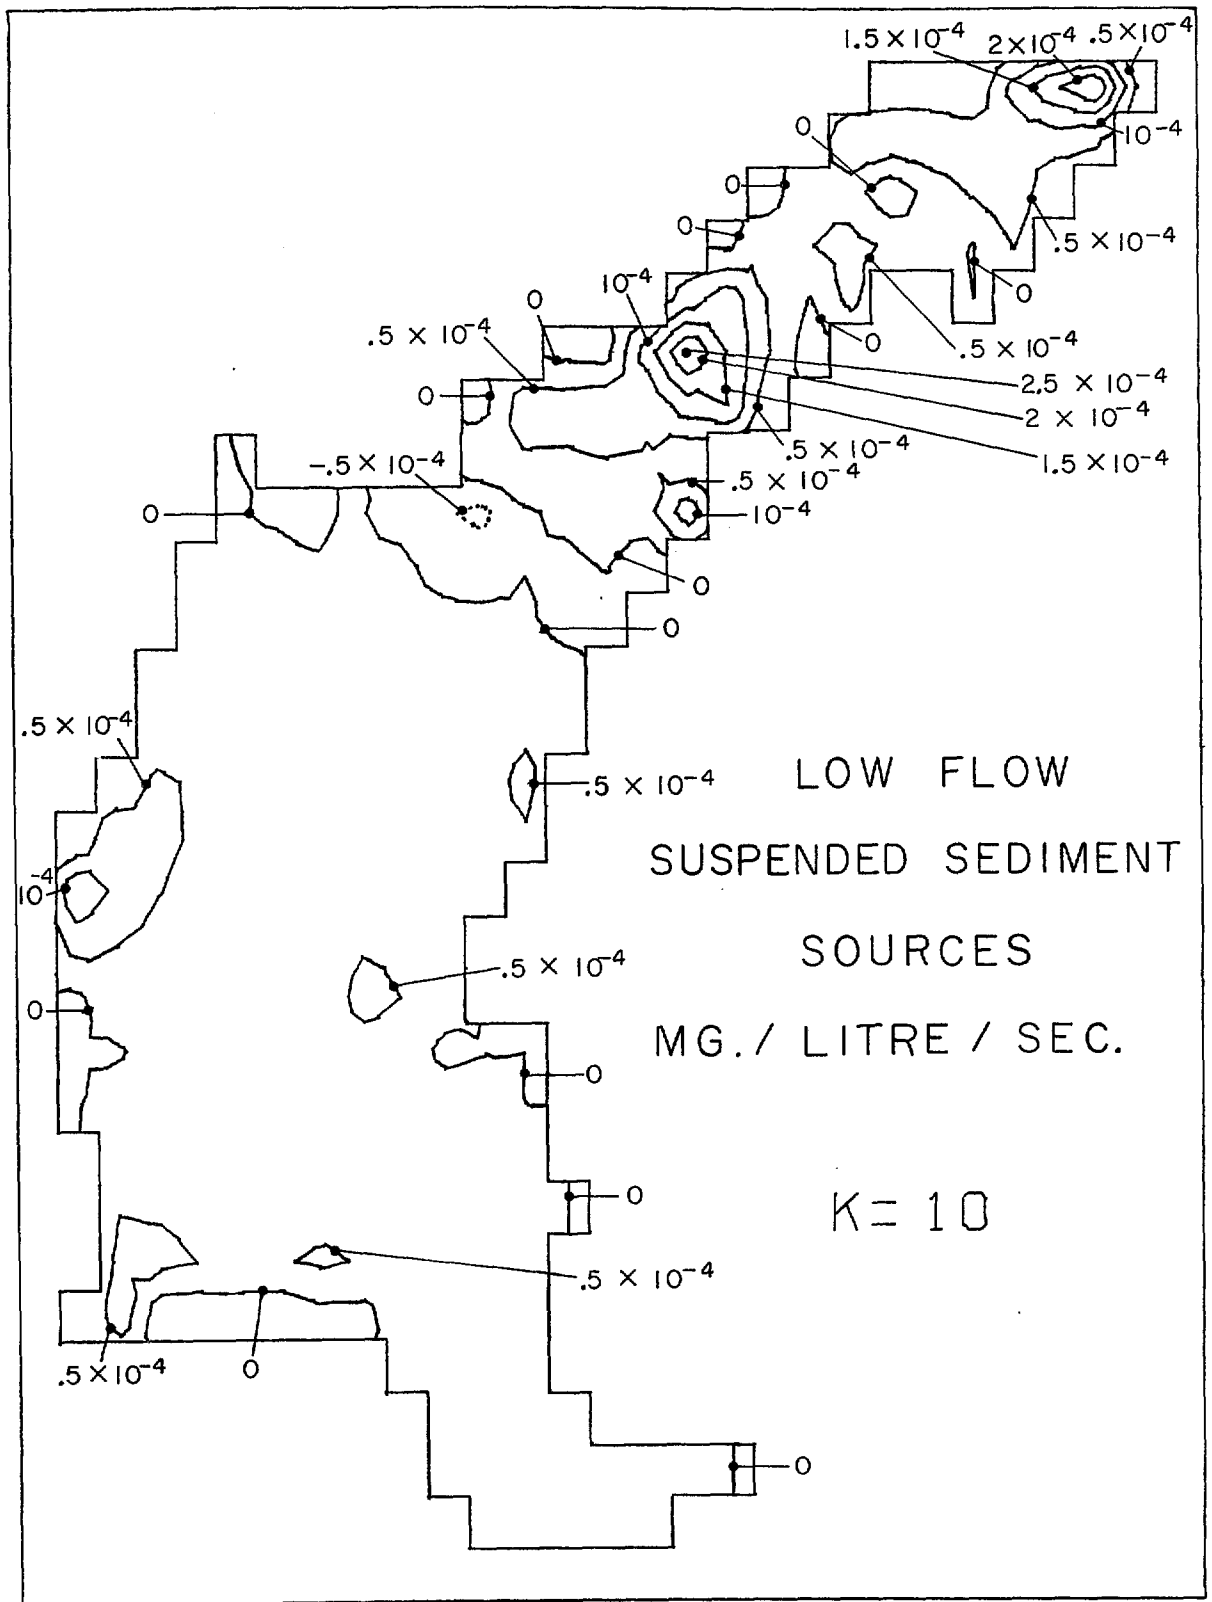 1.5 × 10⁻⁴
2 × 10⁻⁴
.5 × 10⁻⁴
10⁻⁴
0
0
0
.5 × 10⁻⁴
0
10⁻⁴
0
.5 × 10⁻⁴
0
.5 × 10⁻⁴
2.5 × 10⁻⁴
0
2 × 10⁻⁴
.5 × 10⁻⁴
1.5 × 10⁻⁴
-.5 × 10⁻⁴
.5 × 10⁻⁴
0
10⁻⁴
0
0
.5 × 10⁻⁴
.5 × 10⁻⁴
LOW FLOW
SUSPENDED SEDIMENT
10⁻⁴
SOURCES
.5 × 10⁻⁴
0
MG. / LITRE / SEC.
0
0
K = 10
.5 × 10⁻⁴
.5 × 10⁻⁴
0
0